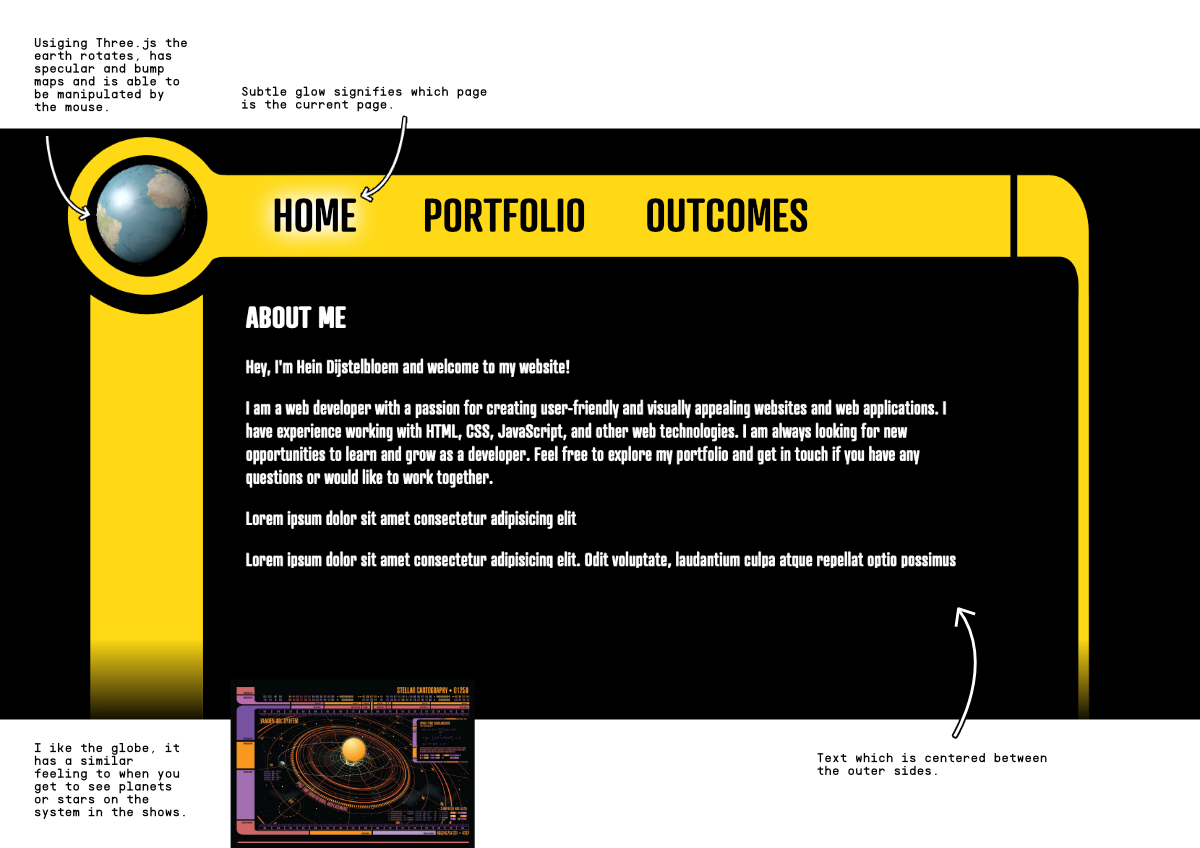 Usiging Three.js the
earth rotates, has
specular and bump
maps and is able to
be manipulated by
the mouse.
Subtle glow signifies which page
is the current page.
HOME PORTFOLIO OUTCOMES
ABOUT ME
Hey, I'm Hein Dijstelbloem and welcome to my website!
I am a web developer with a passion for creating user-friendly and visually appealing websites and web applications. I
have experience working with HTML, CSS, JavaScript, and other web technologies. I am always looking for new
opportunities to learn and grow as a developer. Feel free to explore my portfolio and get in touch if you have any
questions or would like to work together.
Lorem ipsum dolor sit amet consectetur adipisicing elit
Lorem ipsum dolor sit amet consectetur adipisicing elit. Odit voluptate, laudantium culpa atque repellat optio possimus
STELLAR CARTOGRAPHY • 01258
I ike the globe, it
has a similar
feeling to when you
get to see planets
or stars on the
system in the shows.
Text which is centered between
the outer sides.